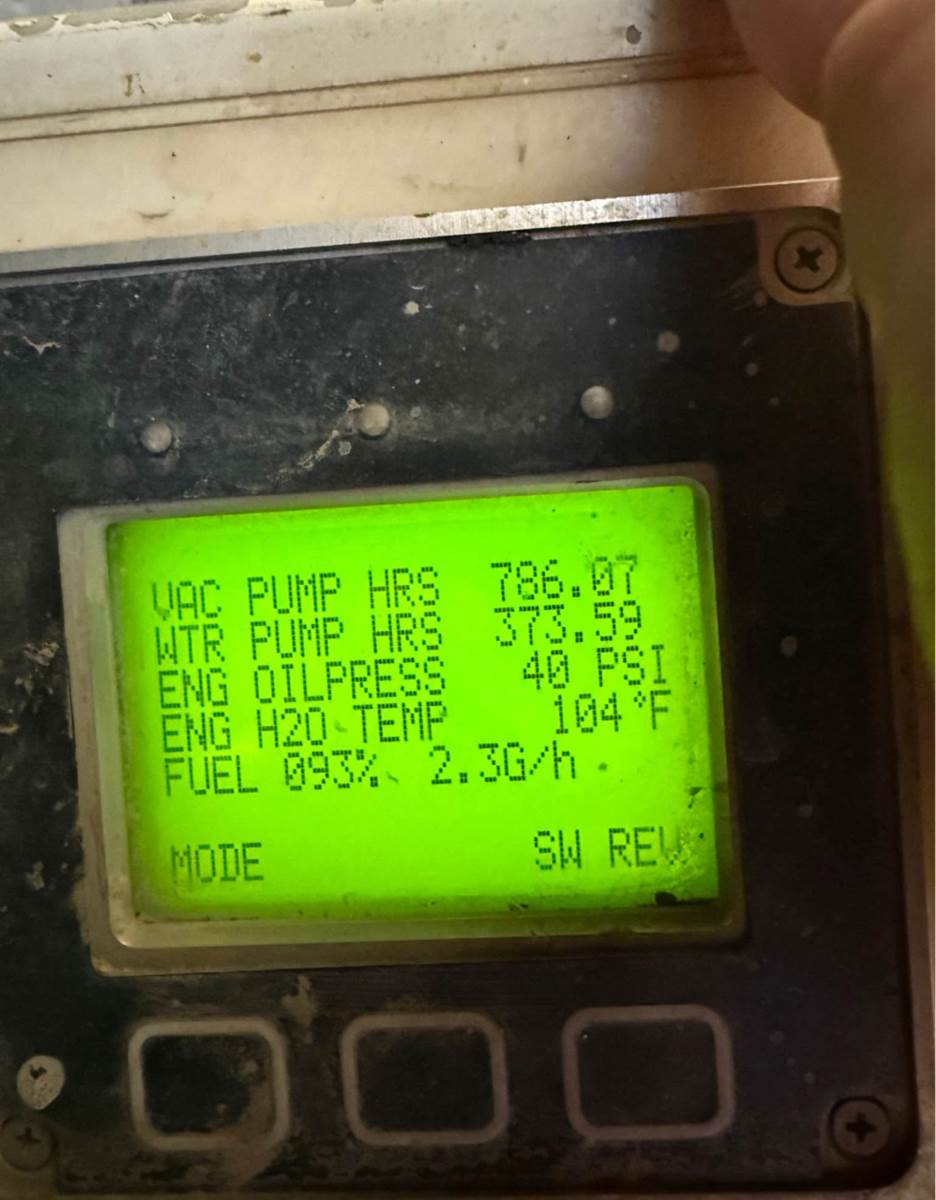 VAC PUMP HRS 786.07
WTR PUMP HRS 373.59
ENG OILPRESS 40 PSI
ENG H2O TEMP 104°F
FUEL 093% 2.3G/h
MODE SW REV